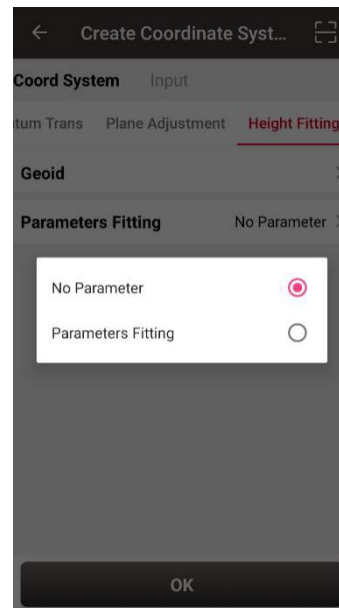 Create Coordinate Syst...
Coord System Input
tum Trans Plane Adjustment Height Fitting
Geoid
Parameters Fitting No Parameter
No Parameter
Parameters Fitting
OK